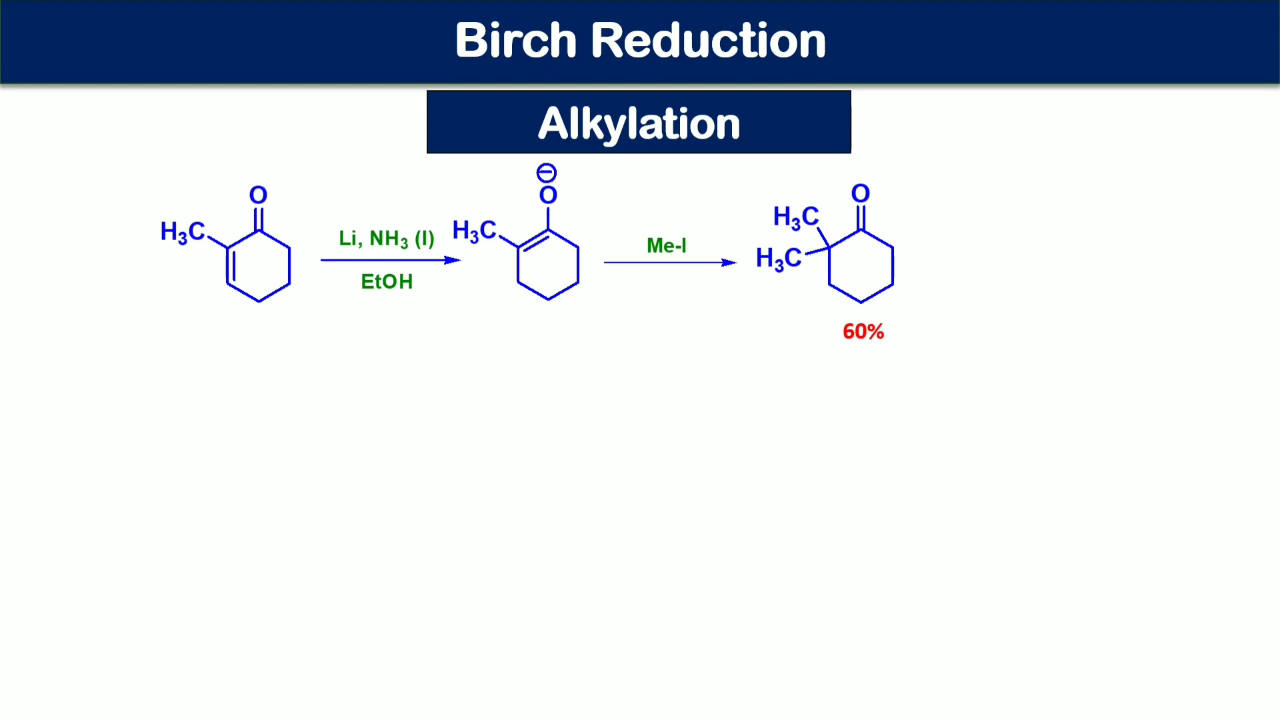 Birch Reduction
Alkylation
O
H₃C
Li, NH₃ (l)
EtOH
⊖
O
H₃C
Me-I
O
H₃C
H₃C
60%